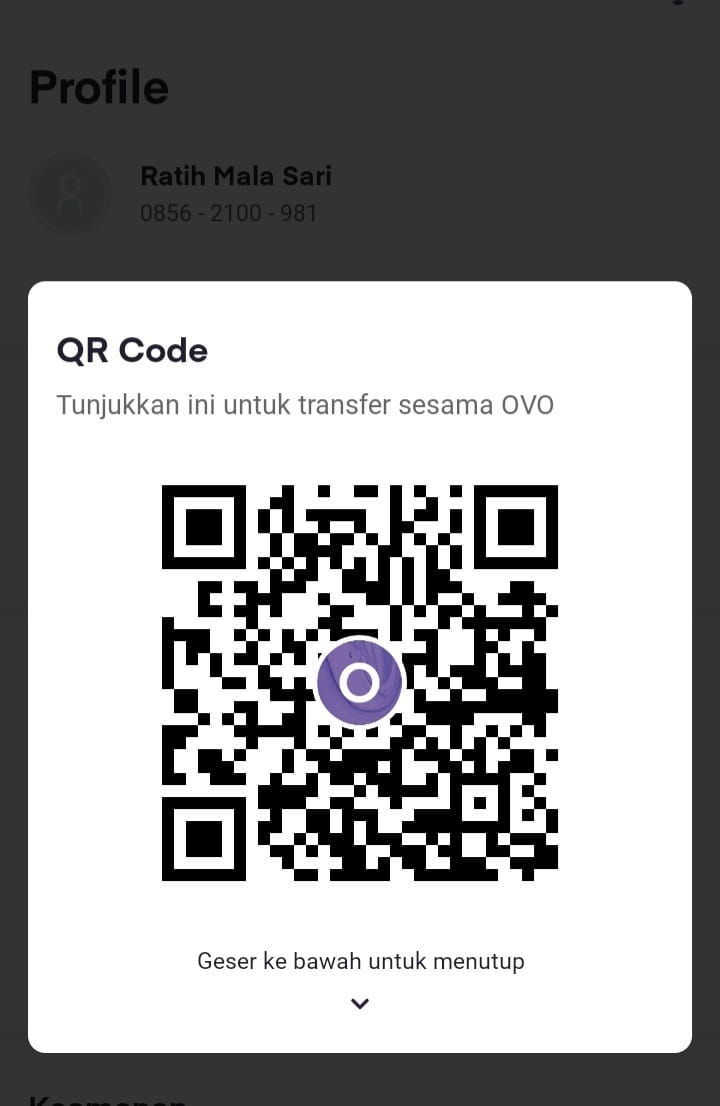 Profile
Ratih Mala Sari
0856 - 2100 - 981
QR Code
Tunjukkan ini untuk transfer sesama OVO
Geser ke bawah untuk menutup